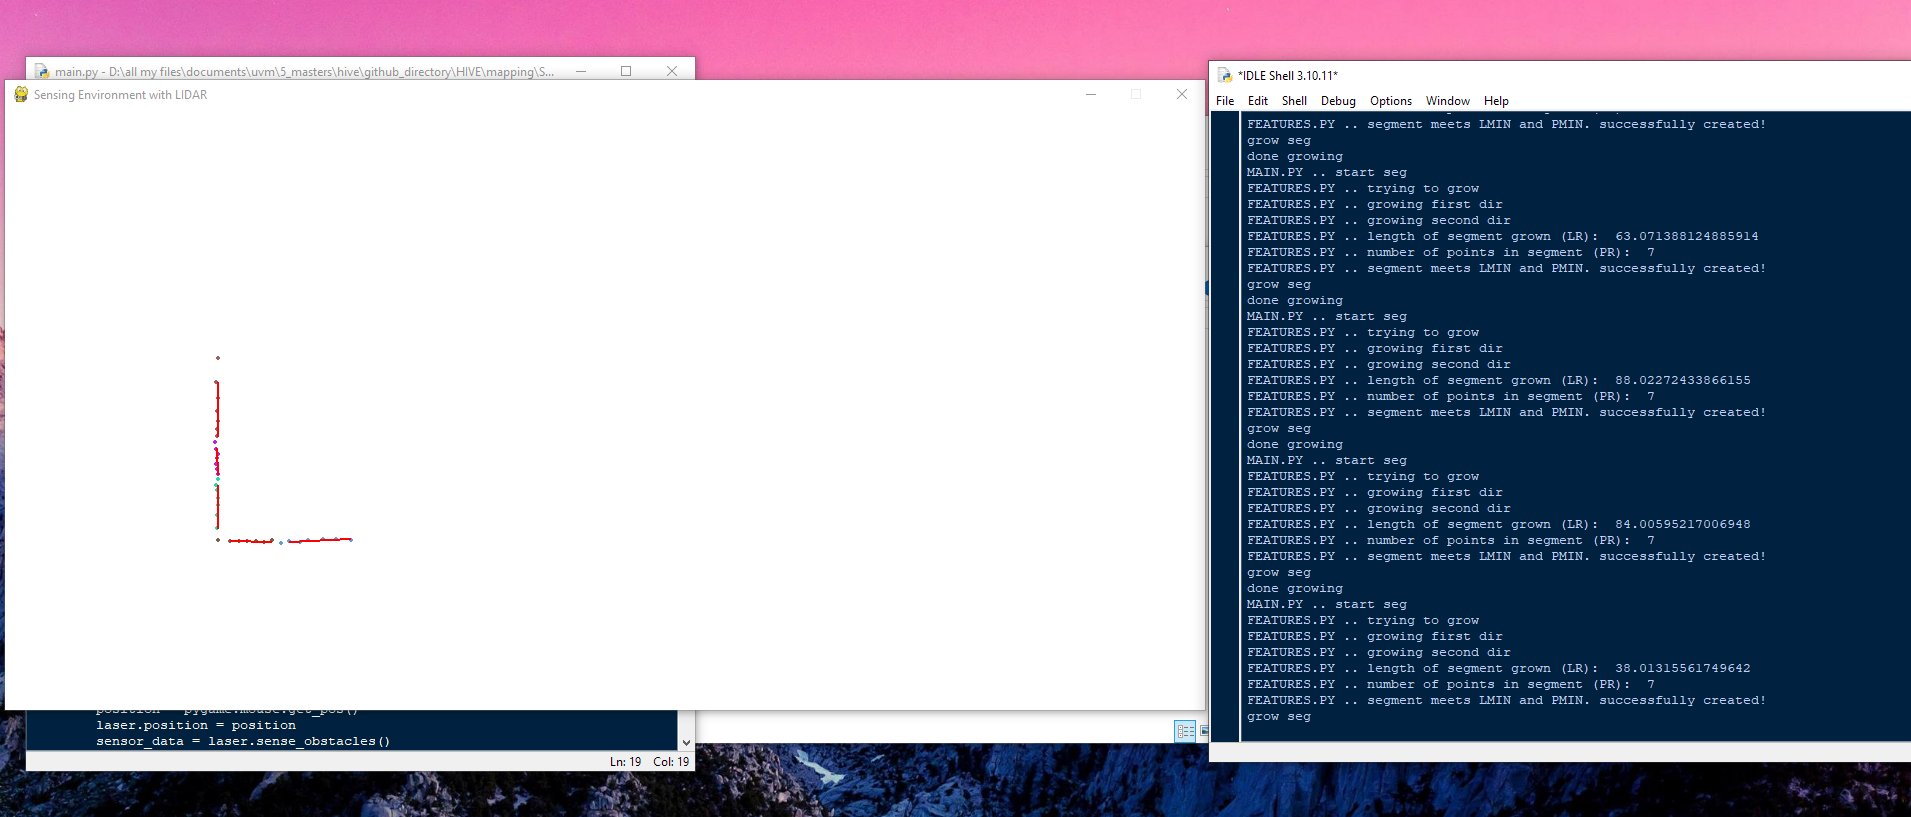 main.py - D:\all my files\documents\uvm\5_masters\hive\github_directory\HIVE\mapping\S...
Sensing Environment with LIDAR
position = pygame.mouse.get_pos()
laser.position = position
sensor_data = laser.sense_obstacles()
Ln: 19 Col: 19
*IDLE Shell 3.10.11*
File Edit Shell Debug Options Window Help
FEATURES.PY .. segment meets LMIN and PMIN. successfully created!
grow seg
done growing
MAIN.PY .. start seg
FEATURES.PY .. trying to grow
FEATURES.PY .. growing first dir
FEATURES.PY .. growing second dir
FEATURES.PY .. length of segment grown (LR):  63.071388124885914
FEATURES.PY .. number of points in segment (PR):  7
FEATURES.PY .. segment meets LMIN and PMIN. successfully created!
grow seg
done growing
MAIN.PY .. start seg
FEATURES.PY .. trying to grow
FEATURES.PY .. growing first dir
FEATURES.PY .. growing second dir
FEATURES.PY .. length of segment grown (LR):  88.02272433866155
FEATURES.PY .. number of points in segment (PR):  7
FEATURES.PY .. segment meets LMIN and PMIN. successfully created!
grow seg
done growing
MAIN.PY .. start seg
FEATURES.PY .. trying to grow
FEATURES.PY .. growing first dir
FEATURES.PY .. growing second dir
FEATURES.PY .. length of segment grown (LR):  84.00595217006948
FEATURES.PY .. number of points in segment (PR):  7
FEATURES.PY .. segment meets LMIN and PMIN. successfully created!
grow seg
done growing
MAIN.PY .. start seg
FEATURES.PY .. trying to grow
FEATURES.PY .. growing first dir
FEATURES.PY .. growing second dir
FEATURES.PY .. length of segment grown (LR):  38.01315561749642
FEATURES.PY .. number of points in segment (PR):  7
FEATURES.PY .. segment meets LMIN and PMIN. successfully created!
grow seg